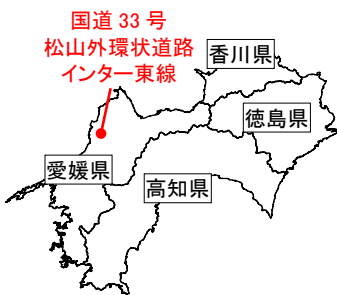 国道 33 号
松山外環状道路
インター東線
香川県
徳島県
愛媛県
高知県